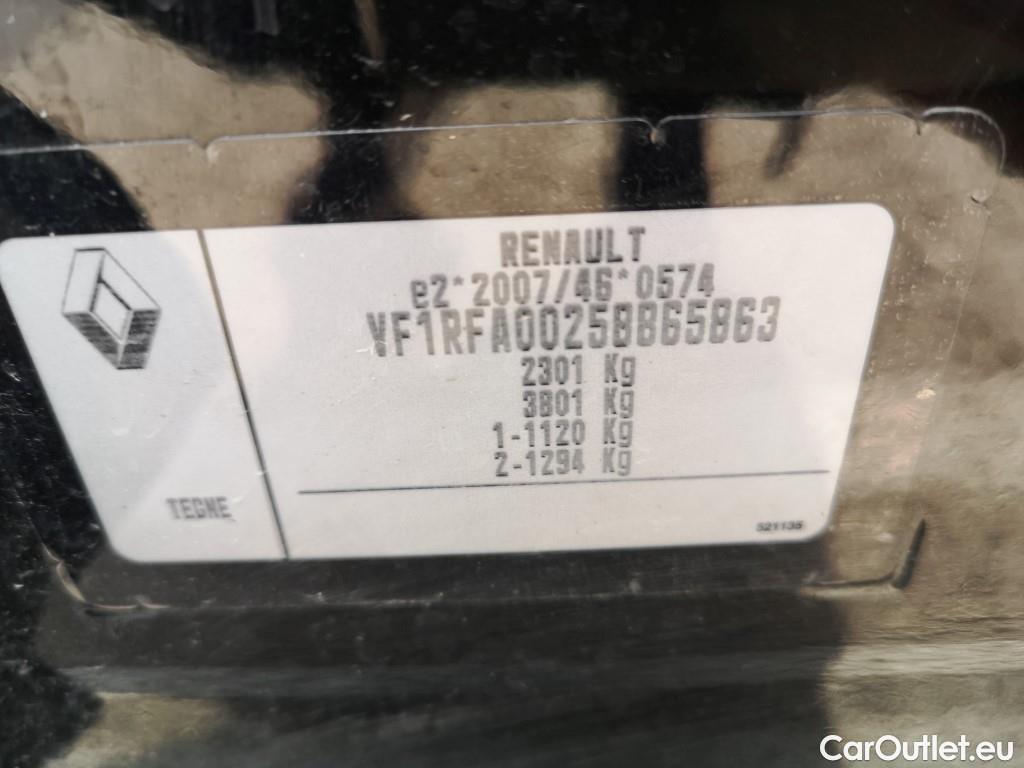 RENAULT
e2*2007/46*0574
VF1RFA00258865863
2301 Kg
3801 Kg
1-1120 Kg
2-1294 Kg
TEGNE
521135
CarOutlet.eu